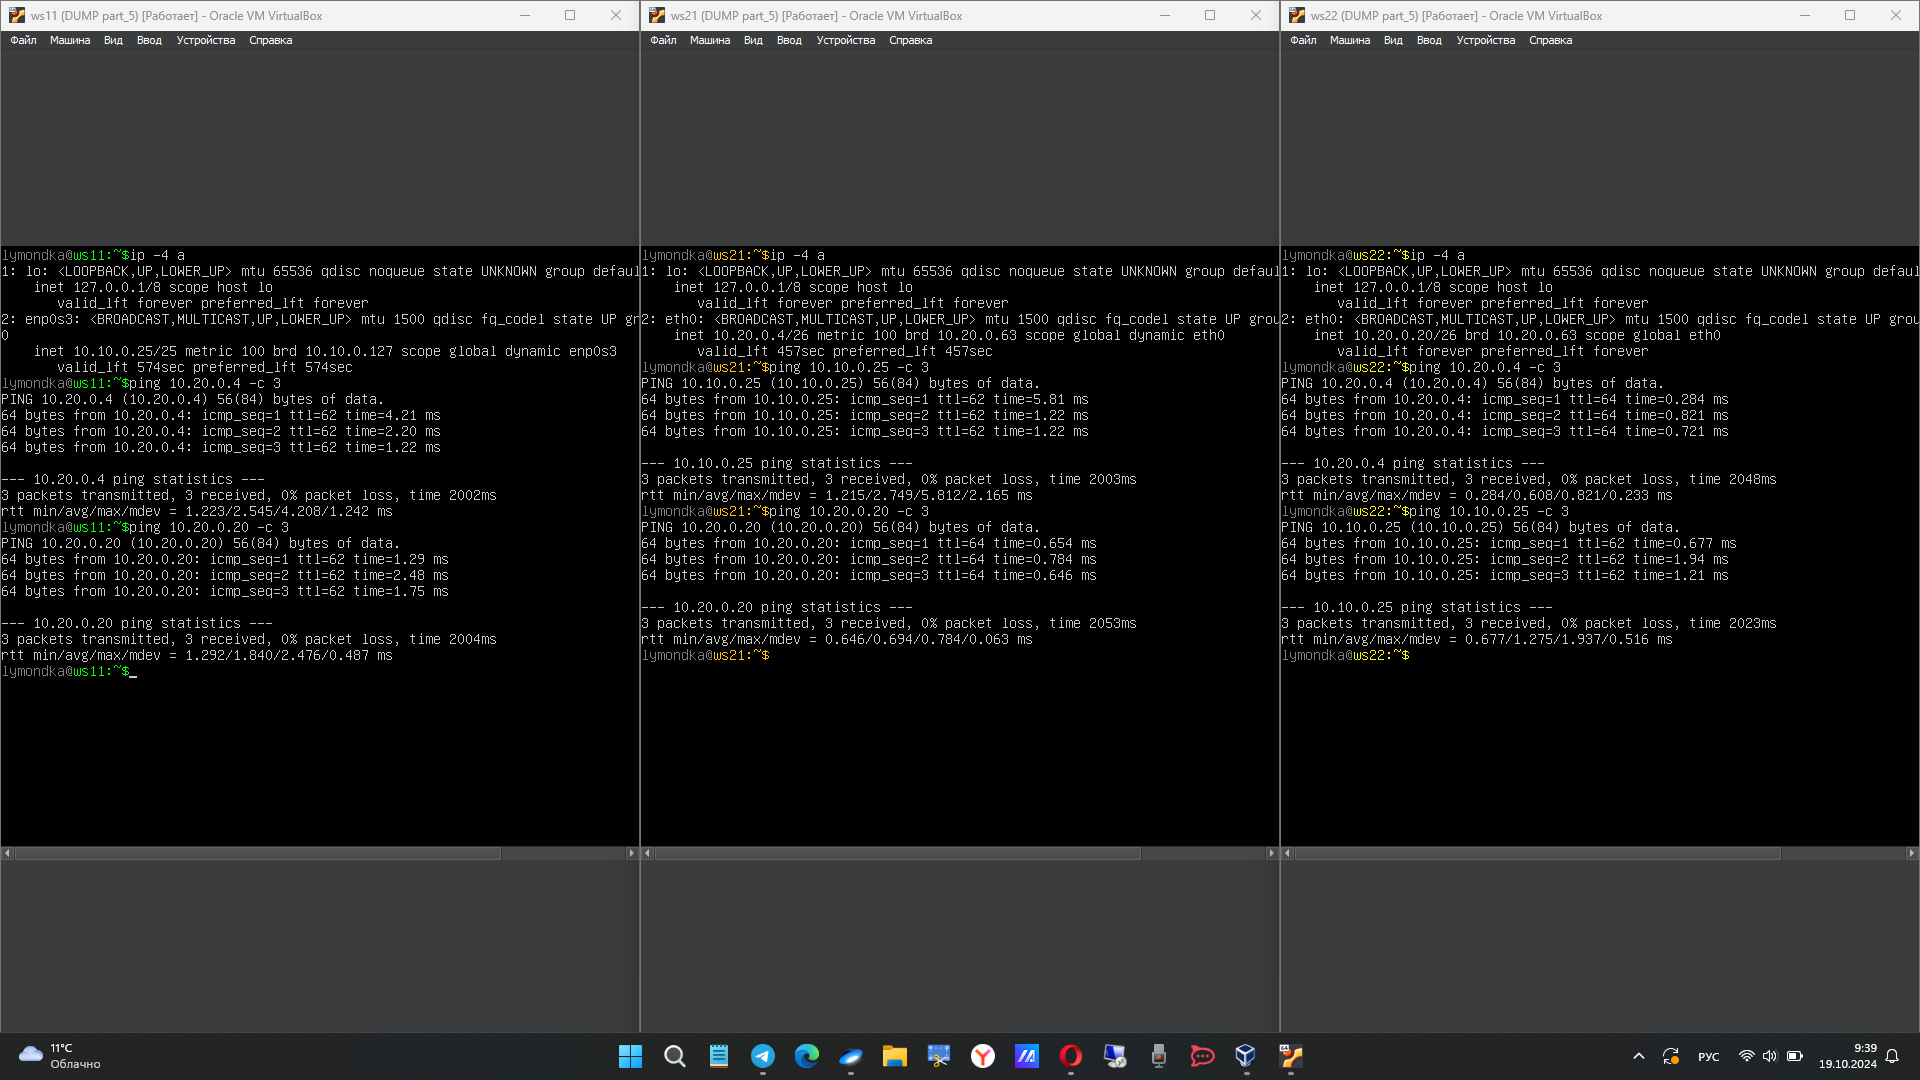 ws11 (DUMP part_5) [Работает] - Oracle VM VirtualBox
Файл Машина Вид Ввод Устройства Справка
lymondka@ws11:~$ip -4 a
1: lo: <LOOPBACK,UP,LOWER_UP> mtu 65536 qdisc noqueue state UNKNOWN group defaul
inet 127.0.0.1/8 scope host lo
valid_lft forever preferred_lft forever
2: enp0s3: <BROADCAST,MULTICAST,UP,LOWER_UP> mtu 1500 qdisc fq_codel state UP gr
0
inet 10.10.0.25/25 metric 100 brd 10.10.0.127 scope global dynamic enp0s3
valid_lft 574sec preferred_lft 574sec
lymondka@ws11:~$ping 10.20.0.4 -c 3
PING 10.20.0.4 (10.20.0.4) 56(84) bytes of data.
64 bytes from 10.20.0.4: icmp_seq=1 ttl=62 time=4.21 ms
64 bytes from 10.20.0.4: icmp_seq=2 ttl=62 time=2.20 ms
64 bytes from 10.20.0.4: icmp_seq=3 ttl=62 time=1.22 ms
--- 10.20.0.4 ping statistics ---
3 packets transmitted, 3 received, 0% packet loss, time 2002ms
rtt min/avg/max/mdev = 1.223/2.545/4.208/1.242 ms
lymondka@ws11:~$ping 10.20.0.20 -c 3
PING 10.20.0.20 (10.20.0.20) 56(84) bytes of data.
64 bytes from 10.20.0.20: icmp_seq=1 ttl=62 time=1.29 ms
64 bytes from 10.20.0.20: icmp_seq=2 ttl=62 time=2.48 ms
64 bytes from 10.20.0.20: icmp_seq=3 ttl=62 time=1.75 ms
--- 10.20.0.20 ping statistics ---
3 packets transmitted, 3 received, 0% packet loss, time 2004ms
rtt min/avg/max/mdev = 1.292/1.840/2.476/0.487 ms
lymondka@ws11:~$_
ws21 (DUMP part_5) [Работает] - Oracle VM VirtualBox
Файл Машина Вид Ввод Устройства Справка
lymondka@ws21:~$ip -4 a
1: lo: <LOOPBACK,UP,LOWER_UP> mtu 65536 qdisc noqueue state UNKNOWN group defaul
inet 127.0.0.1/8 scope host lo
valid_lft forever preferred_lft forever
2: eth0: <BROADCAST,MULTICAST,UP,LOWER_UP> mtu 1500 qdisc fq_codel state UP grou
inet 10.20.0.4/26 metric 100 brd 10.20.0.63 scope global dynamic eth0
valid_lft 457sec preferred_lft 457sec
lymondka@ws21:~$ping 10.10.0.25 -c 3
PING 10.10.0.25 (10.10.0.25) 56(84) bytes of data.
64 bytes from 10.10.0.25: icmp_seq=1 ttl=62 time=5.81 ms
64 bytes from 10.10.0.25: icmp_seq=2 ttl=62 time=1.22 ms
64 bytes from 10.10.0.25: icmp_seq=3 ttl=62 time=1.22 ms
--- 10.10.0.25 ping statistics ---
3 packets transmitted, 3 received, 0% packet loss, time 2003ms
rtt min/avg/max/mdev = 1.215/2.749/5.812/2.165 ms
lymondka@ws21:~$ping 10.20.0.20 -c 3
PING 10.20.0.20 (10.20.0.20) 56(84) bytes of data.
64 bytes from 10.20.0.20: icmp_seq=1 ttl=64 time=0.654 ms
64 bytes from 10.20.0.20: icmp_seq=2 ttl=64 time=0.784 ms
64 bytes from 10.20.0.20: icmp_seq=3 ttl=64 time=0.646 ms
--- 10.20.0.20 ping statistics ---
3 packets transmitted, 3 received, 0% packet loss, time 2053ms
rtt min/avg/max/mdev = 0.646/0.694/0.784/0.063 ms
lymondka@ws21:~$
ws22 (DUMP part_5) [Работает] - Oracle VM VirtualBox
Файл Машина Вид Ввод Устройства Справка
lymondka@ws22:~$ip -4 a
1: lo: <LOOPBACK,UP,LOWER_UP> mtu 65536 qdisc noqueue state UNKNOWN group defaul
inet 127.0.0.1/8 scope host lo
valid_lft forever preferred_lft forever
2: eth0: <BROADCAST,MULTICAST,UP,LOWER_UP> mtu 1500 qdisc fq_codel state UP grou
inet 10.20.0.20/26 brd 10.20.0.63 scope global eth0
valid_lft forever preferred_lft forever
lymondka@ws22:~$ping 10.20.0.4 -c 3
PING 10.20.0.4 (10.20.0.4) 56(84) bytes of data.
64 bytes from 10.20.0.4: icmp_seq=1 ttl=64 time=0.284 ms
64 bytes from 10.20.0.4: icmp_seq=2 ttl=64 time=0.821 ms
64 bytes from 10.20.0.4: icmp_seq=3 ttl=64 time=0.721 ms
--- 10.20.0.4 ping statistics ---
3 packets transmitted, 3 received, 0% packet loss, time 2048ms
rtt min/avg/max/mdev = 0.284/0.608/0.821/0.233 ms
lymondka@ws22:~$ping 10.10.0.25 -c 3
PING 10.10.0.25 (10.10.0.25) 56(84) bytes of data.
64 bytes from 10.10.0.25: icmp_seq=1 ttl=62 time=0.677 ms
64 bytes from 10.10.0.25: icmp_seq=2 ttl=62 time=1.94 ms
64 bytes from 10.10.0.25: icmp_seq=3 ttl=62 time=1.21 ms
--- 10.10.0.25 ping statistics ---
3 packets transmitted, 3 received, 0% packet loss, time 2023ms
rtt min/avg/max/mdev = 0.677/1.275/1.937/0.516 ms
lymondka@ws22:~$
11°C
Облачно
РУС
9:39
19.10.2024